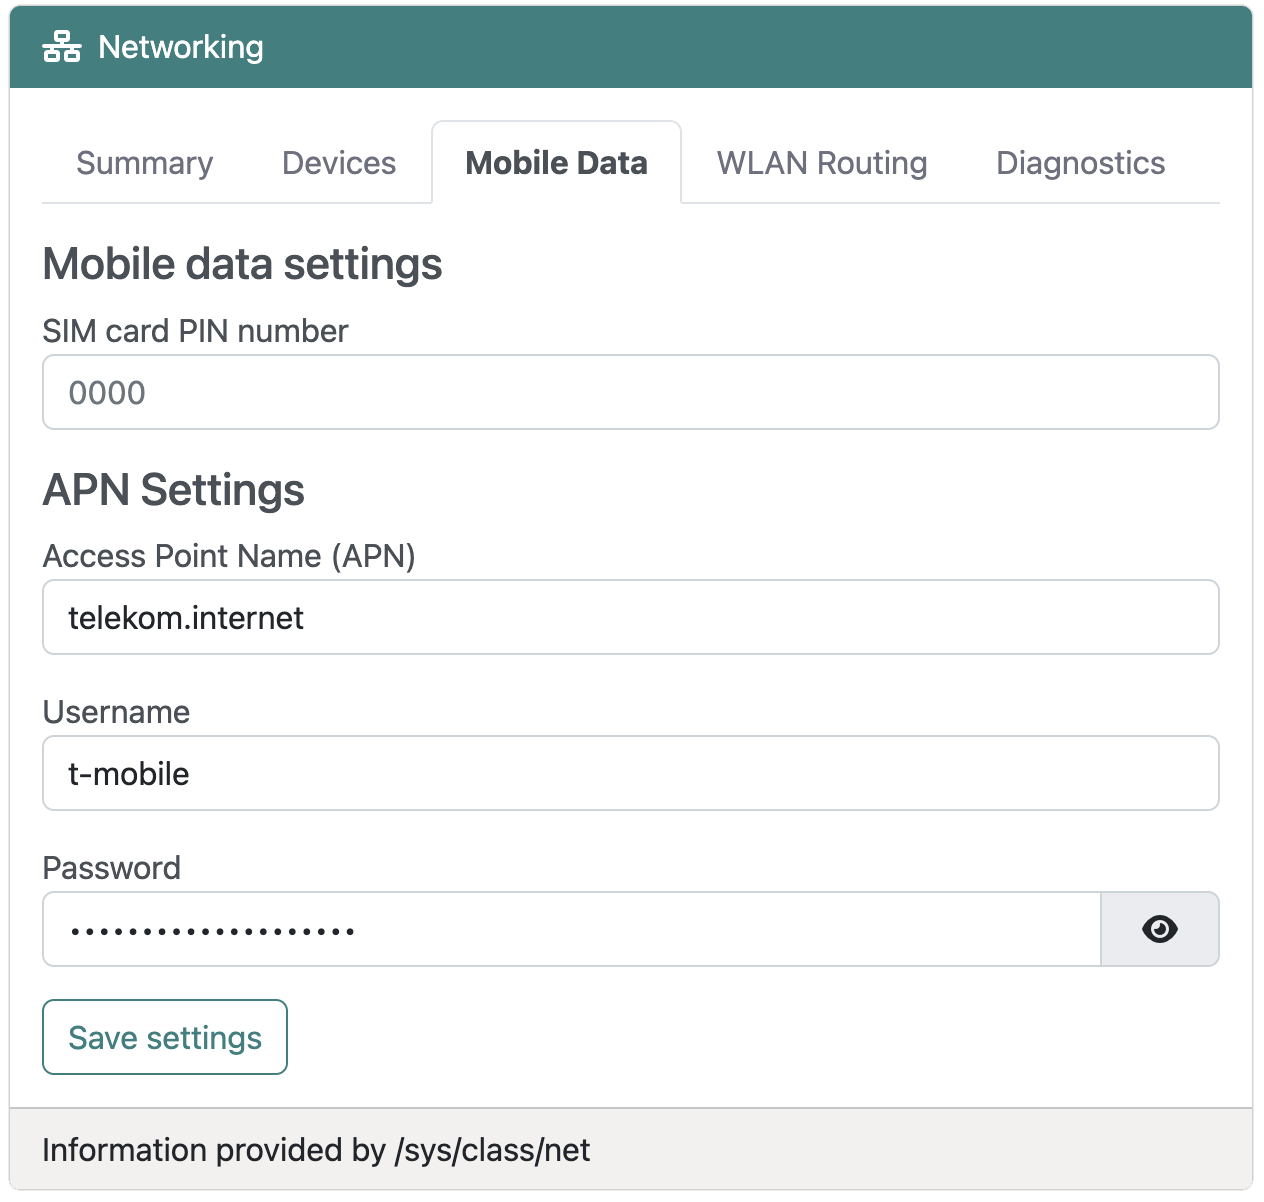 Networking
Summary Devices Mobile Data WLAN Routing Diagnostics
Mobile data settings
SIM card PIN number
0000
APN Settings
Access Point Name (APN)
telekom.internet
Username
t-mobile
Password
••••••••••••••••••••
Save settings
Information provided by /sys/class/net